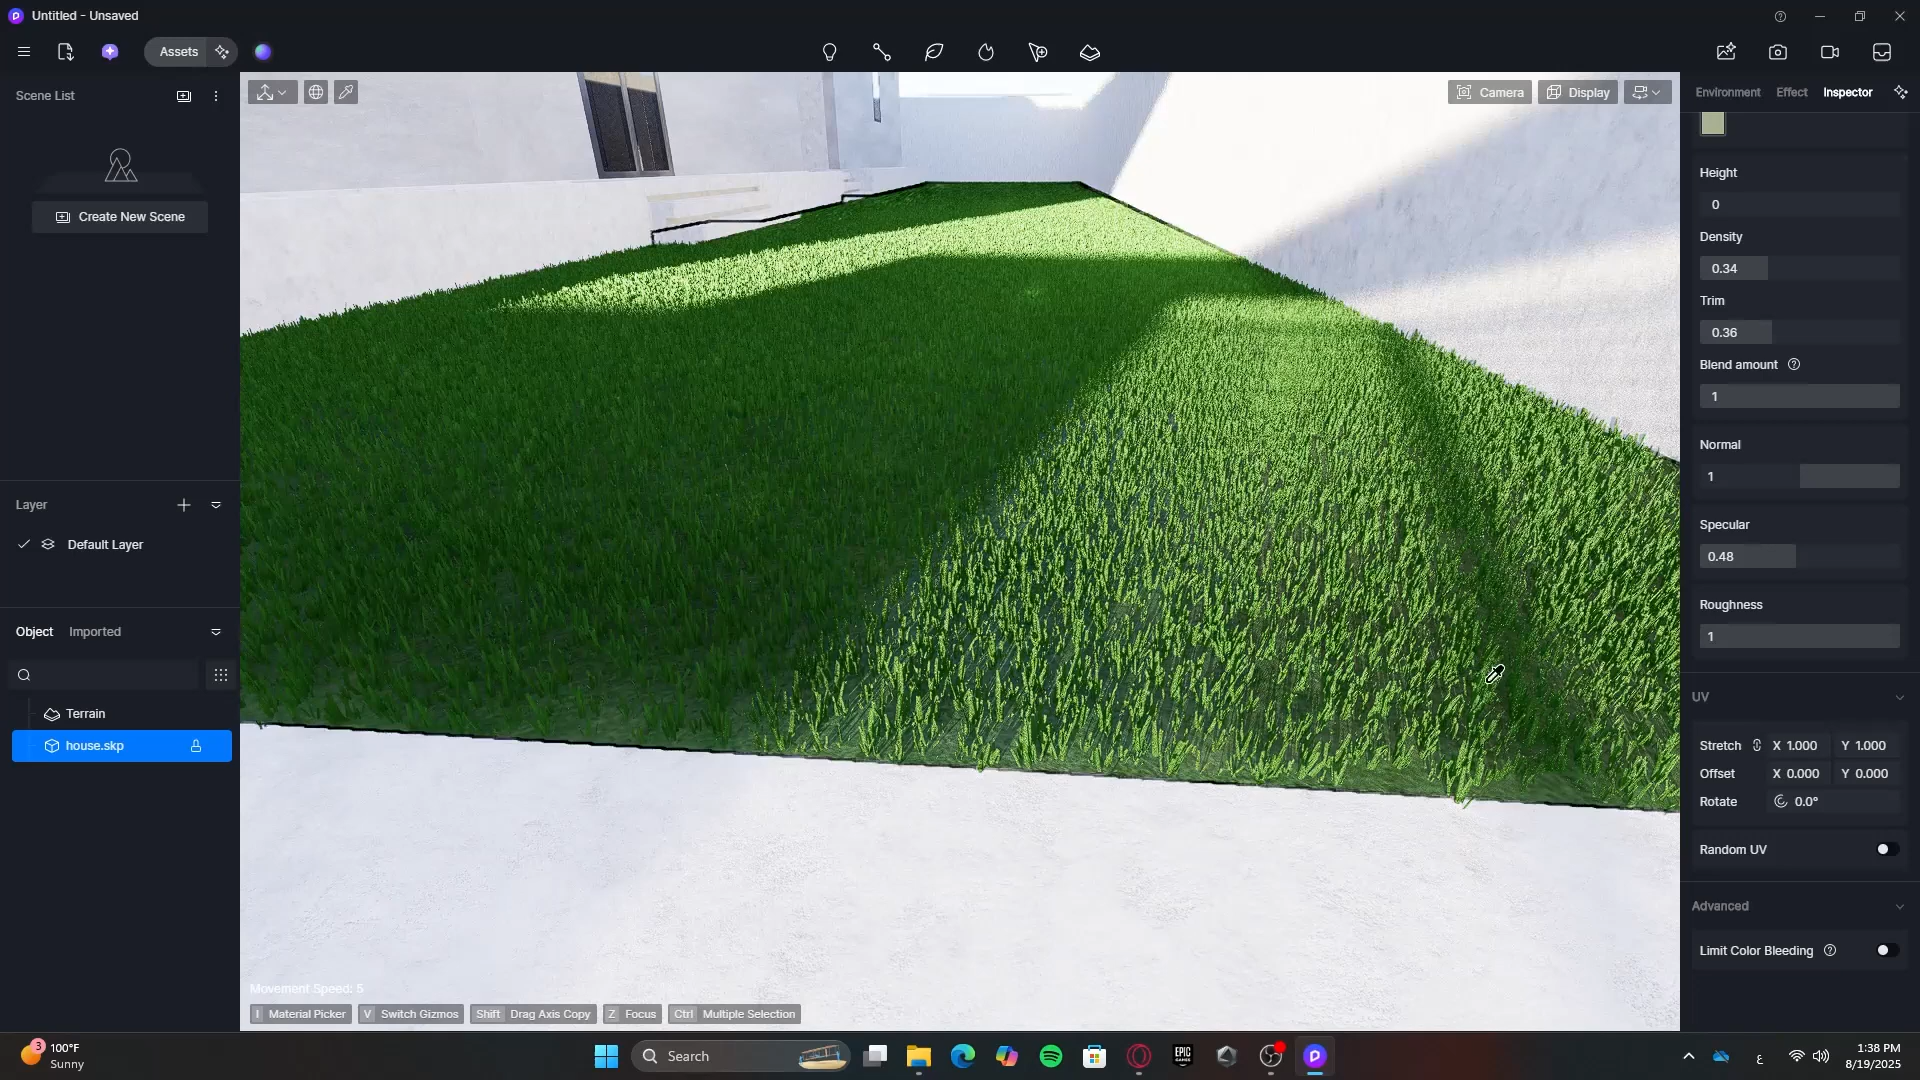 Untitled - Unsaved
Assets
Scene List
Create New Scene
Layer
Default Layer
Object Imported
Terrain
house.skp
Camera Display
Movement Speed: 5
I Material Picker V Switch Gizmos Shift Drag Axis Copy Z Focus Ctrl Multiple Selection
Environment Effect Inspector
Height
0
Density
0.34
Trim
0.36
Blend amount
1
Normal
1
Specular
0.48
Roughness
1
UV
Stretch X 1.000 Y 1.000
Offset X 0.000 Y 0.000
Rotate 0.0°
Random UV
Advanced
Limit Color Bleeding
3
100°F
Sunny
Search
EPIC GAMES
ع
1:38 PM
8/19/2025